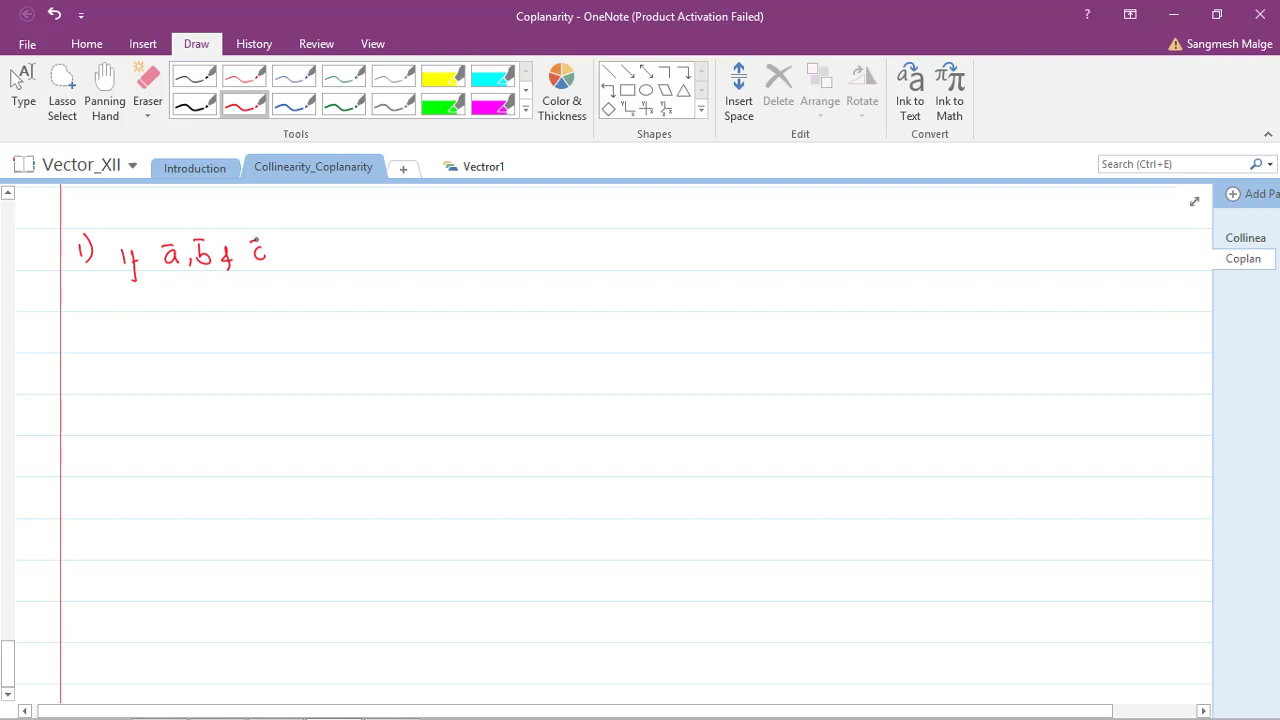 Coplanarity - OneNote (Product Activation Failed)
?
File Home Insert Draw History Review View
Sangmesh Malge
Type
Lasso Select
Panning Hand
Eraser
Color & Thickness
Insert Space
Delete
Arrange
Rotate
Ink to Text
Ink to Math
Tools
Shapes
Edit
Convert
Vector_XII
Introduction
Collinearity_Coplanarity
+
Vectror1
Search (Ctrl+E)
Add Pa
Collinea
Coplan
1) If a̅, b̅ & c̅